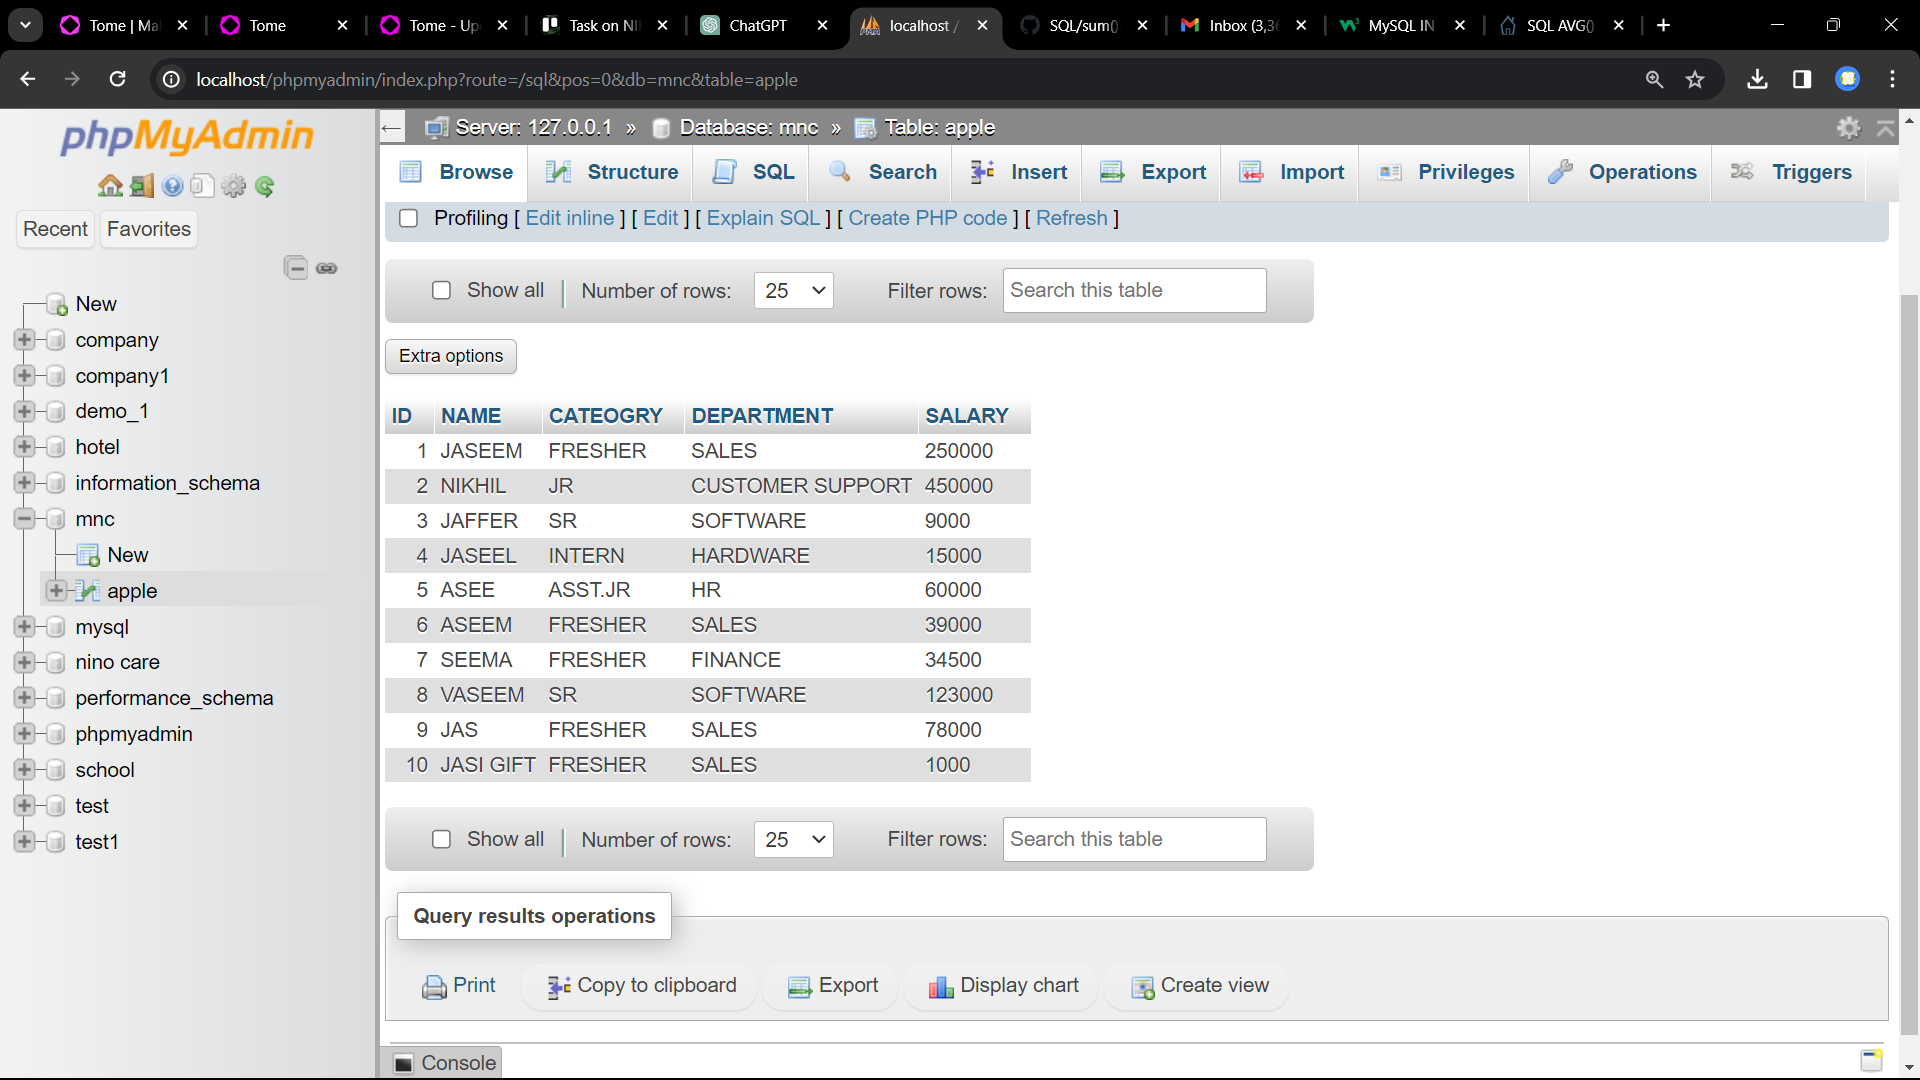 Tome | Ma
Tome
Tome - Up
Task on NI
ChatGPT
localhost /
SQL/sum()
Inbox (3,3
MySQL IN
SQL AVG()
localhost/phpmyadmin/index.php?route=/sql&pos=0&db=mnc&table=apple
phpMyAdmin
Recent Favorites
New
company
company1
demo_1
hotel
information_schema
mnc
New
apple
mysql
nino care
performance_schema
phpmyadmin
school
test
test1
Server: 127.0.0.1 » Database: mnc » Table: apple
Browse Structure SQL Search Insert Export Import Privileges Operations Triggers
Profiling [ Edit inline ] [ Edit ] [ Explain SQL ] [ Create PHP code ] [ Refresh ]
Show all Number of rows: 25 Filter rows: Search this table
Extra options
ID NAME CATEOGRY DEPARTMENT SALARY
1 JASEEM FRESHER SALES 250000
2 NIKHIL JR CUSTOMER SUPPORT 450000
3 JAFFER SR SOFTWARE 9000
4 JASEEL INTERN HARDWARE 15000
5 ASEE ASST.JR HR 60000
6 ASEEM FRESHER SALES 39000
7 SEEMA FRESHER FINANCE 34500
8 VASEEM SR SOFTWARE 123000
9 JAS FRESHER SALES 78000
10 JASI GIFT FRESHER SALES 1000
Show all Number of rows: 25 Filter rows: Search this table
Query results operations
Print Copy to clipboard Export Display chart Create view
Console